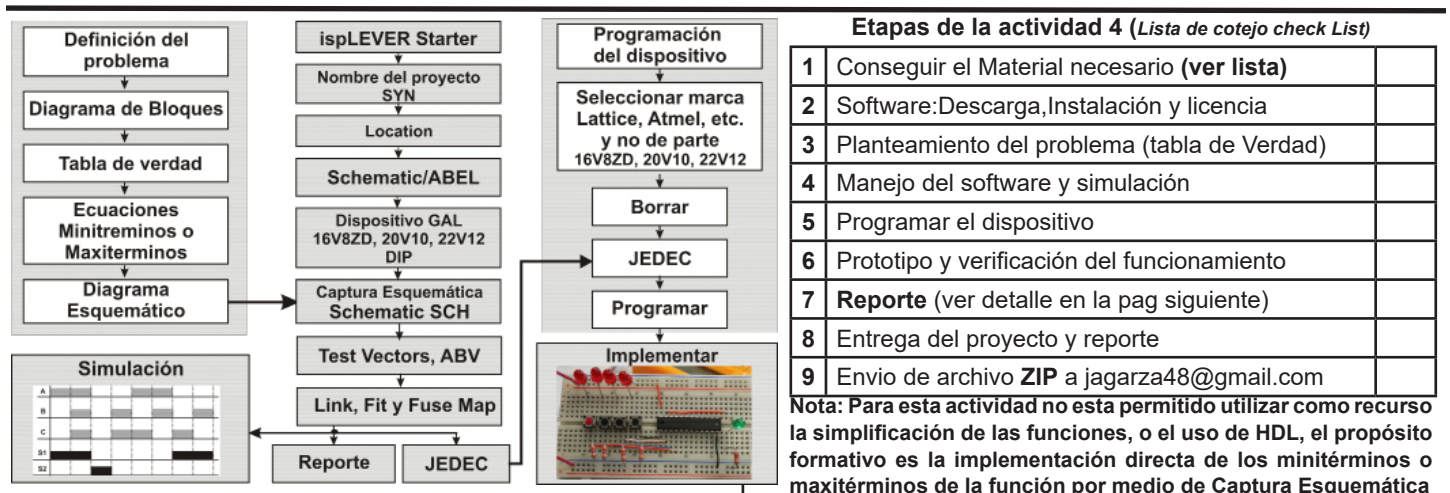 Definición del
problema
Diagrama de Bloques
Tabla de verdad
Ecuaciones
Minitreminos o
Maxiterminos
Diagrama
Esquemático
Simulación
A
B
C
S1
S2
ispLEVER Starter
Nombre del proyecto
SYN
Location
Schematic/ABEL
Dispositivo GAL
16V8ZD, 20V10, 22V12
DIP
Captura Esquemática
Schematic SCH
Test Vectors, ABV
Link, Fit y Fuse Map
Reporte
JEDEC
Programación
del dispositivo
Seleccionar marca
Lattice, Atmel, etc.
y no de parte
16V8ZD, 20V10, 22V12
Borrar
JEDEC
Programar
Implementar
Etapas de la actividad 4 (Lista de cotejo check List)
1 Conseguir el Material necesario (ver lista)
2 Software:Descarga,Instalación y licencia
3 Planteamiento del problema (tabla de Verdad)
4 Manejo del software y simulación
5 Programar el dispositivo
6 Prototipo y verificación del funcionamiento
7 Reporte (ver detalle en la pag siguiente)
8 Entrega del proyecto y reporte
9 Envio de archivo ZIP a jagarza48@gmail.com
Nota: Para esta actividad no esta permitido utilizar como recurso
la simplificación de las funciones, o el uso de HDL, el propósito
formativo es la implementación directa de los minitérminos o
maxitérminos de la función por medio de Captura Esquemática